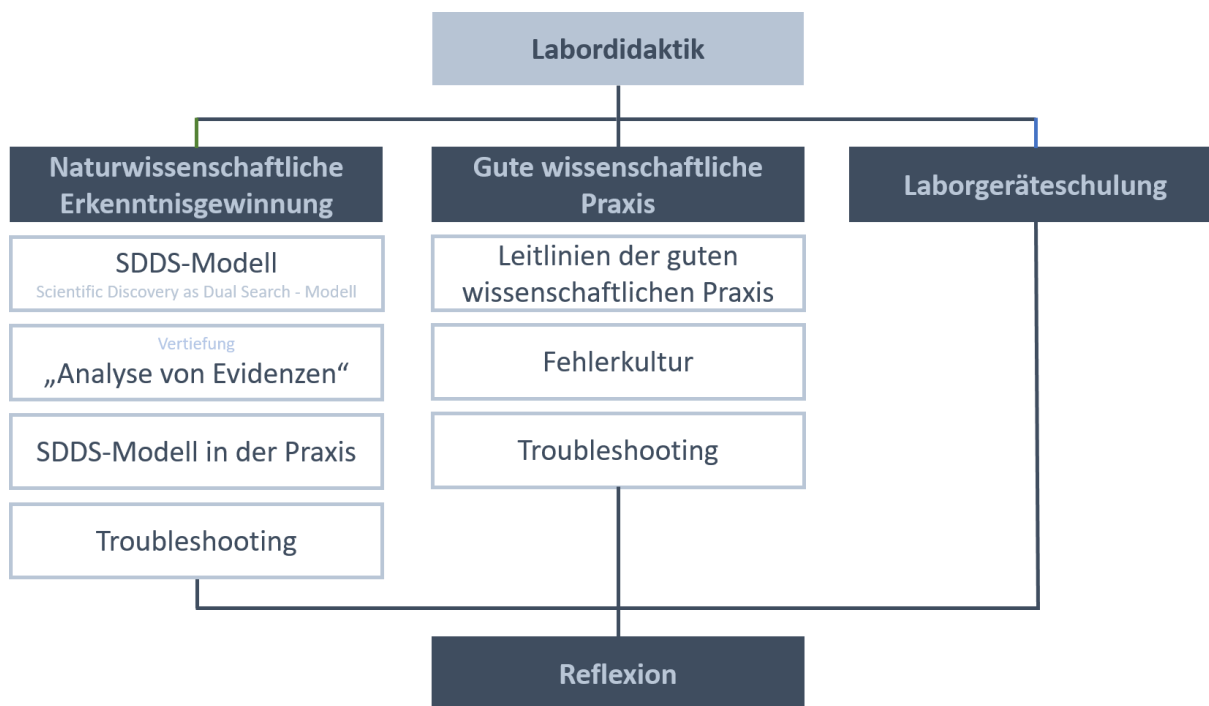 Labordidaktik
Naturwissenschaftliche
Erkenntnisgewinnung
SDDS-Modell
Scientific Discovery as Dual Search - Modell
Vertiefung
„Analyse von Evidenzen“
SDDS-Modell in der Praxis
Troubleshooting
Gute wissenschaftliche
Praxis
Leitlinien der guten
wissenschaftlichen Praxis
Fehlerkultur
Troubleshooting
Laborgeräteschulung
Reflexion